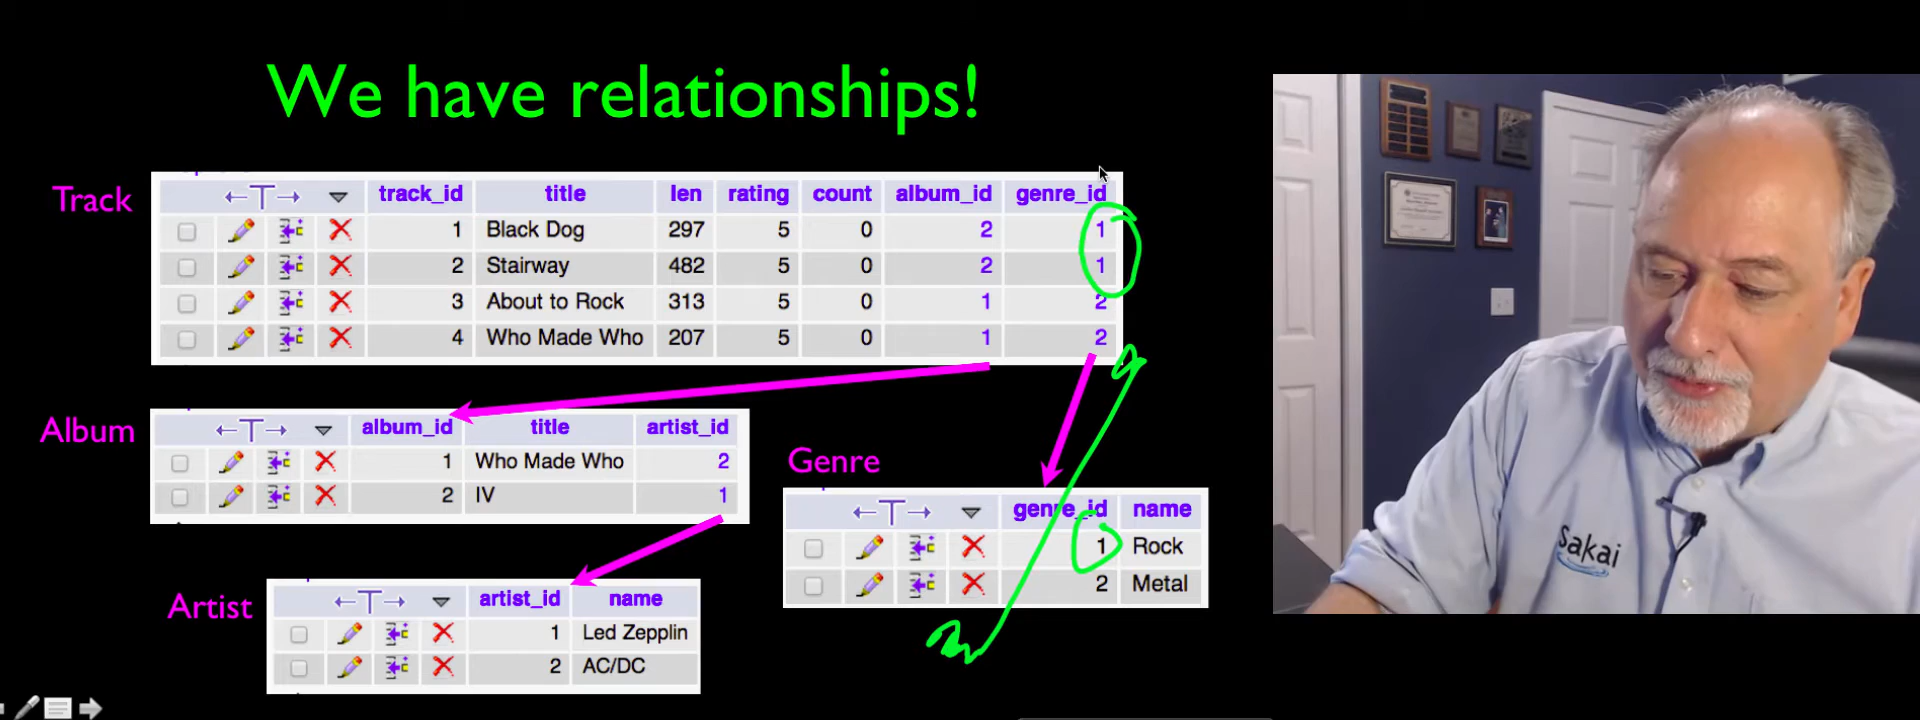 We have relationships!
Track
←T→ ▼ track_id title len rating count album_id genre_id
1 Black Dog 297 5 0 2 1
2 Stairway 482 5 0 2 1
3 About to Rock 313 5 0 1 2
4 Who Made Who 207 5 0 1 2
Album
←T→ ▼ album_id title artist_id
1 Who Made Who 2
2 IV 1
Genre
←T→ ▼ genre_id name
1 Rock
2 Metal
Artist
←T→ ▼ artist_id name
1 Led Zepplin
2 AC/DC
Sakai